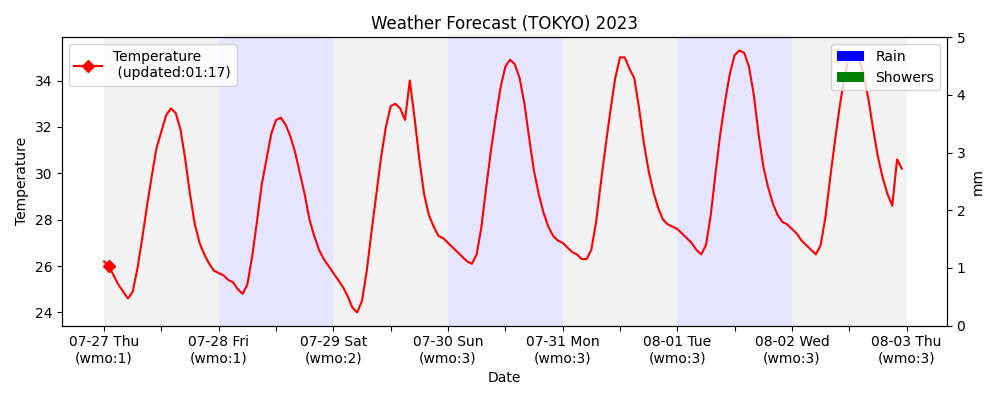 Weather Forecast (TOKYO) 2023
Temperature
(updated:01:17)
Rain
Showers
Temperature
34
32
30
28
26
24
5
4
3
2
1
0
mm
07-27 Thu
(wmo:1)
07-28 Fri
(wmo:1)
07-29 Sat
(wmo:2)
07-30 Sun
(wmo:3)
07-31 Mon
(wmo:3)
08-01 Tue
(wmo:3)
08-02 Wed
(wmo:3)
08-03 Thu
(wmo:3)
Date